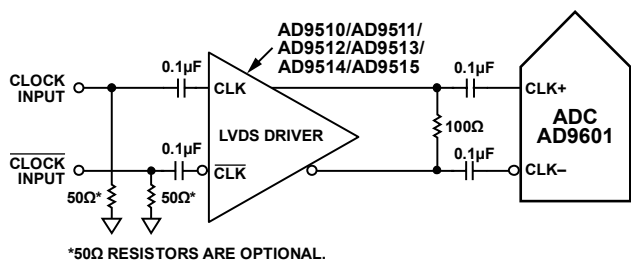 AD9510/AD9511/
AD9512/AD9513/
AD9514/AD9515
CLOCK
INPUT
0.1µF
CLK
0.1µF
CLK+
ADC
AD9601
LVDS DRIVER
100Ω
CLOCK
INPUT
0.1µF
CLK
0.1µF
CLK–
50Ω*
50Ω*
*50Ω RESISTORS ARE OPTIONAL.